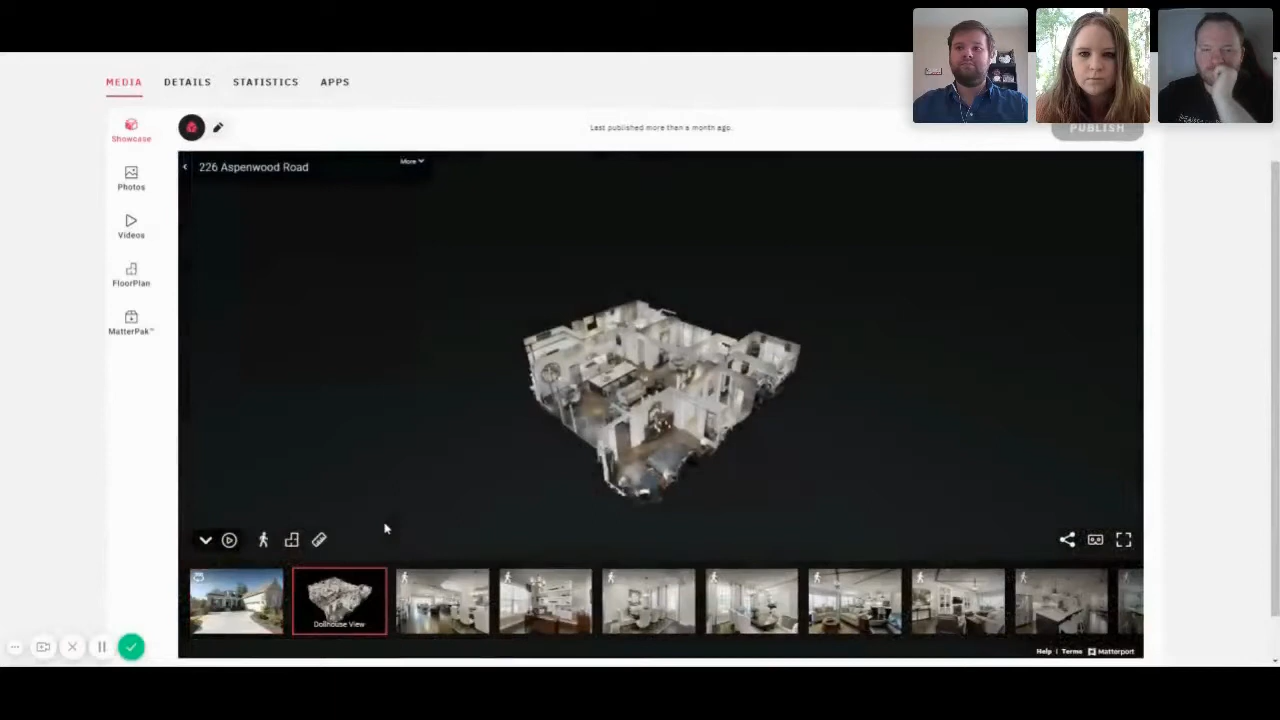 MEDIA DETAILS STATISTICS APPS
Showcase
Last published more than a month ago.
PUBLISH
226 Aspenwood Road
More
Photos
Videos
FloorPlan
MatterPak™
Dollhouse View
Help | Terms Matterport